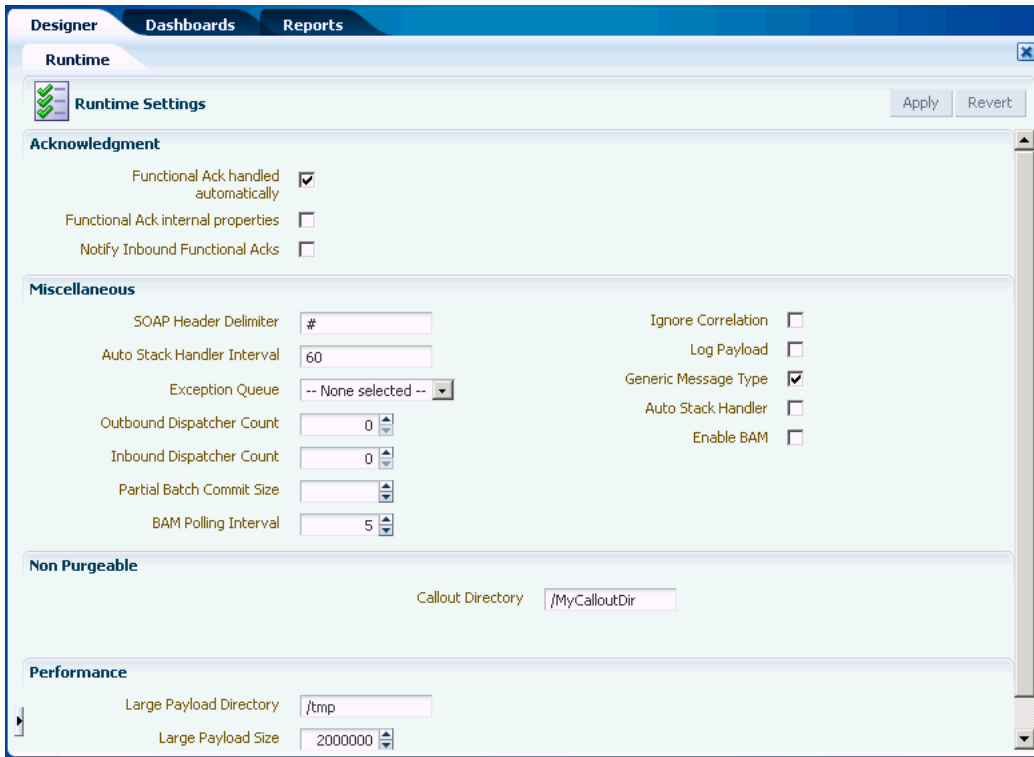 Designer Dashboards Reports
Runtime
Runtime Settings Apply Revert
Acknowledgment
Functional Ack handled
automatically
Functional Ack internal properties
Notify Inbound Functional Acks
Miscellaneous
SOAP Header Delimiter #
Auto Stack Handler Interval 60
Exception Queue -- None selected --
Outbound Dispatcher Count 0
Inbound Dispatcher Count 0
Partial Batch Commit Size
BAM Polling Interval 5
Ignore Correlation
Log Payload
Generic Message Type
Auto Stack Handler
Enable BAM
Non Purgeable
Callout Directory /MyCalloutDir
Performance
Large Payload Directory /tmp
Large Payload Size 2000000